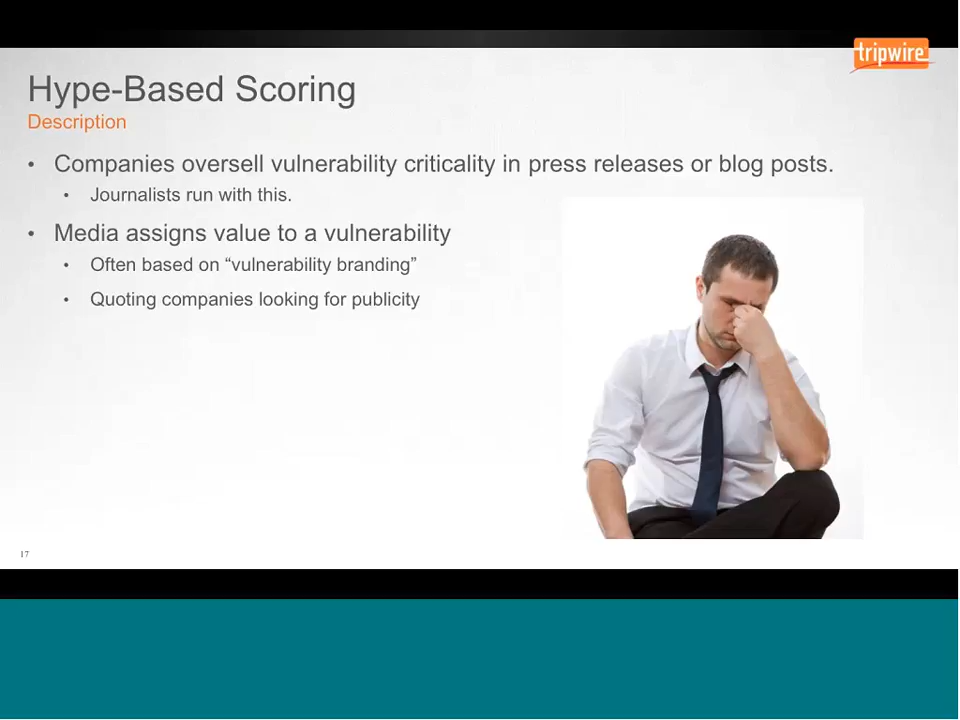 tripwire
Hype-Based Scoring
Description
• Companies oversell vulnerability criticality in press releases or blog posts.
• Journalists run with this.
• Media assigns value to a vulnerability
• Often based on “vulnerability branding”
• Quoting companies looking for publicity
17